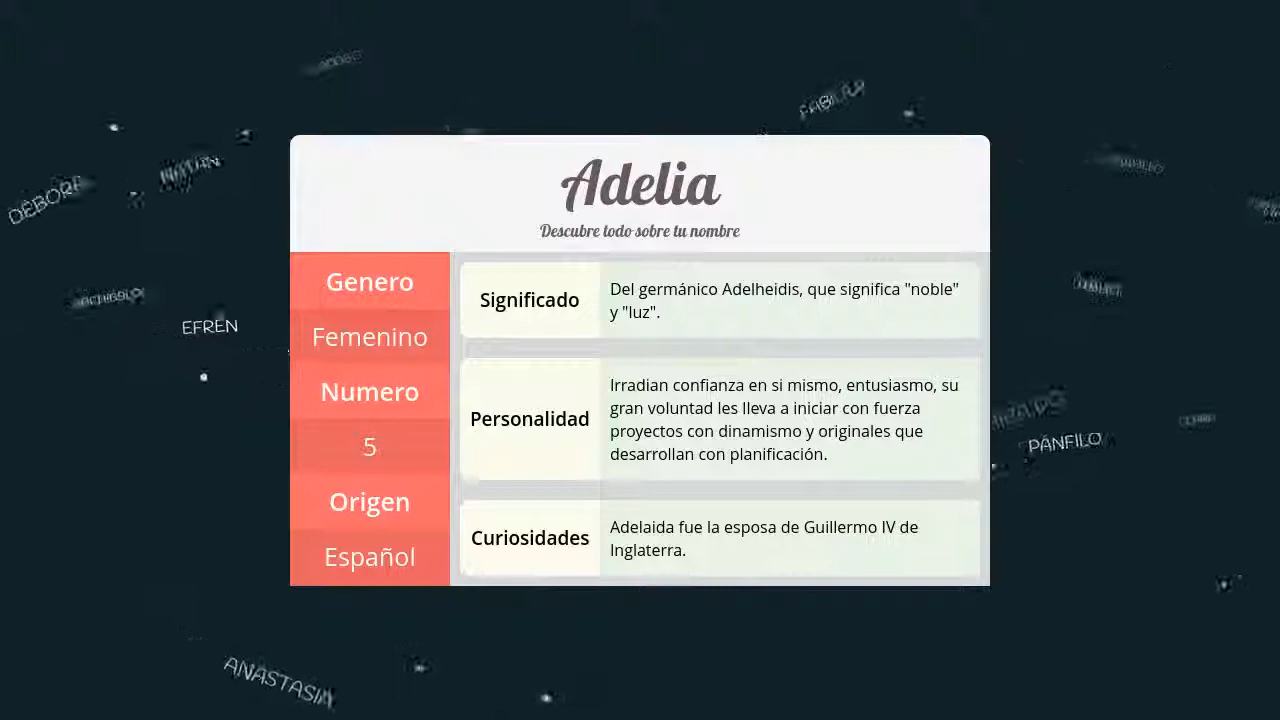 Adelia
Descubre todo sobre tu nombre
Genero
Femenino
Numero
5
Origen
Español
Significado
Del germánico Adelheidis, que significa "noble"
y "luz".
Personalidad
Irradian confianza en si mismo, entusiasmo, su
gran voluntad les lleva a iniciar con fuerza
proyectos con dinamismo y originales que
desarrollan con planificación.
Curiosidades
Adelaida fue la esposa de Guillermo IV de
Inglaterra.
EFREN
PÁNFILO
ANASTASIA